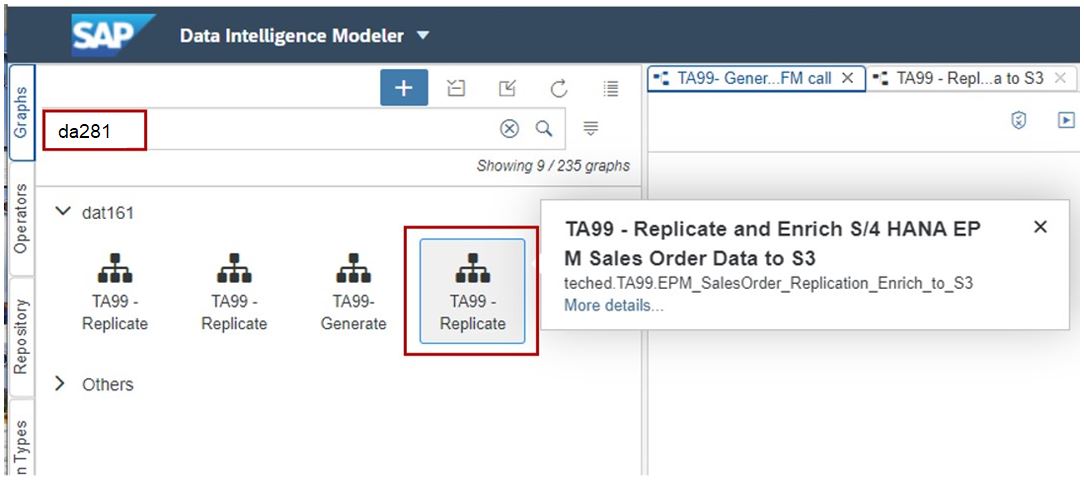 SAP Data Intelligence Modeler
Graphs
Operators
Repository
n Types
da281
Showing 9 / 235 graphs
dat161
TA99 -
Replicate
TA99 -
Replicate
TA99-
Generate
TA99 -
Replicate
Others
TA99- Gener...FM call
TA99 - Repl...a to S3
TA99 - Replicate and Enrich S/4 HANA EP
M Sales Order Data to S3
teched.TA99.EPM_SalesOrder_Replication_Enrich_to_S3
More details...